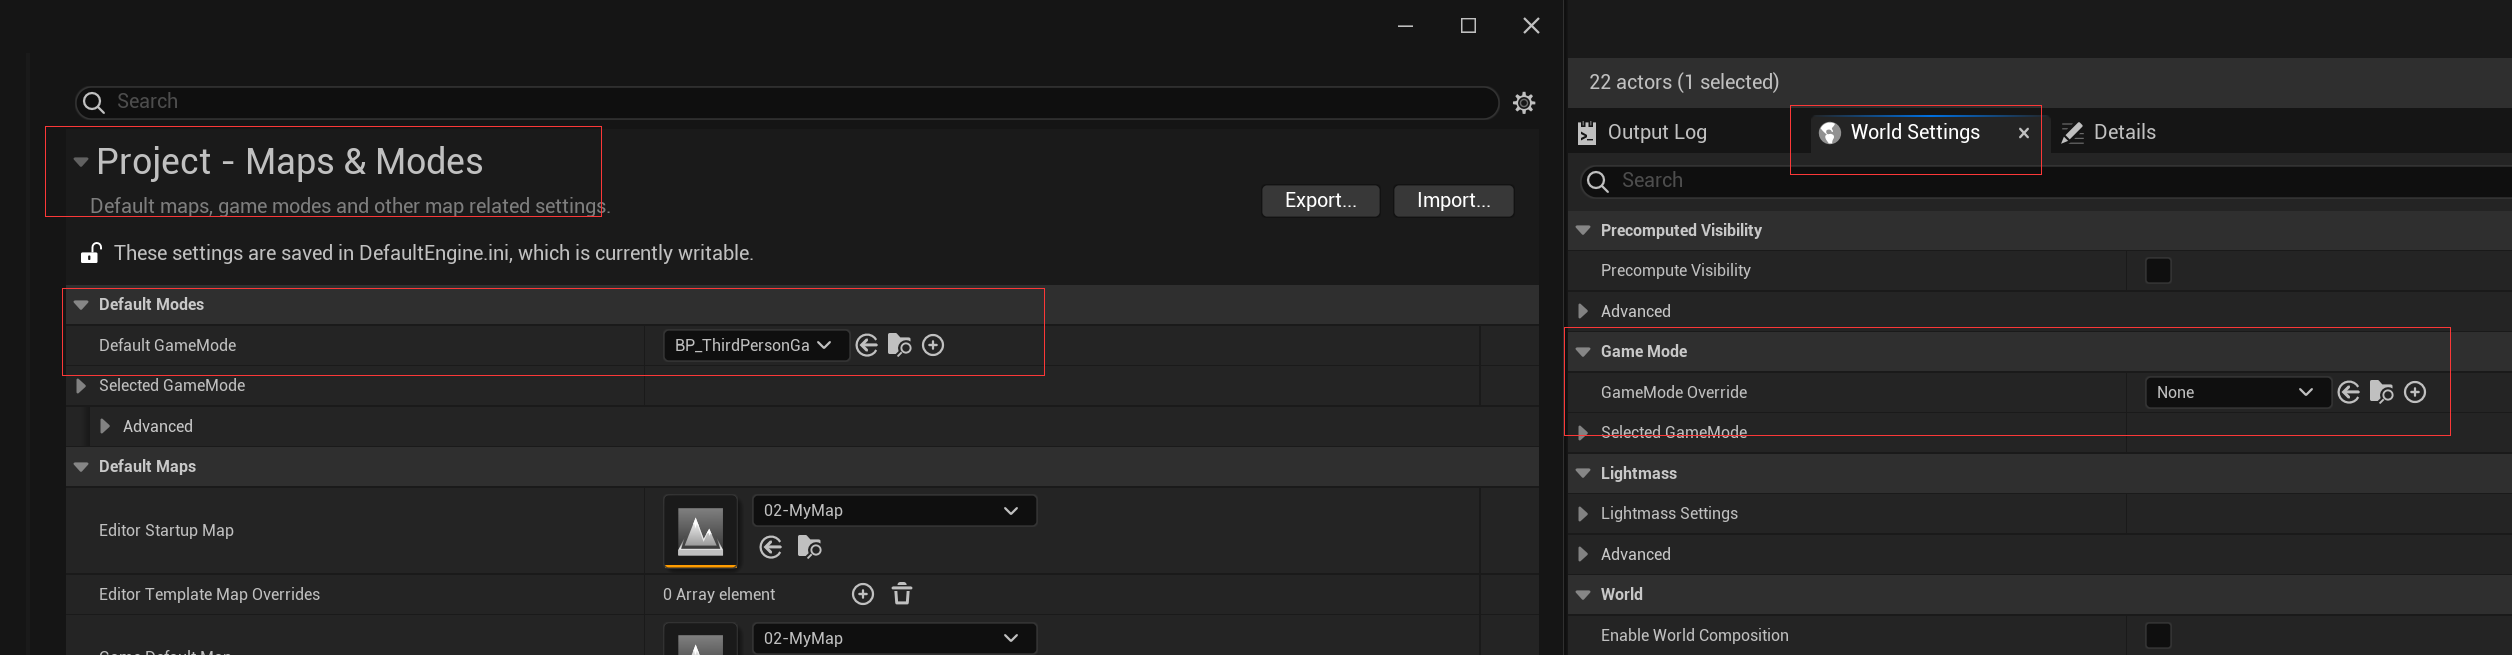 Search
Project - Maps & Modes
Default maps, game modes and other map related settings.
Export...
Import...
These settings are saved in DefaultEngine.ini, which is currently writable.
Default Modes
Default GameMode
BP_ThirdPersonGa
Selected GameMode
Advanced
Default Maps
Editor Startup Map
02-MyMap
Editor Template Map Overrides
0 Array element
02-MyMap
22 actors (1 selected)
Output Log
World Settings
Details
Search
Precomputed Visibility
Precompute Visibility
Advanced
Game Mode
GameMode Override
None
Selected GameMode
Lightmass
Lightmass Settings
Advanced
World
Enable World Composition